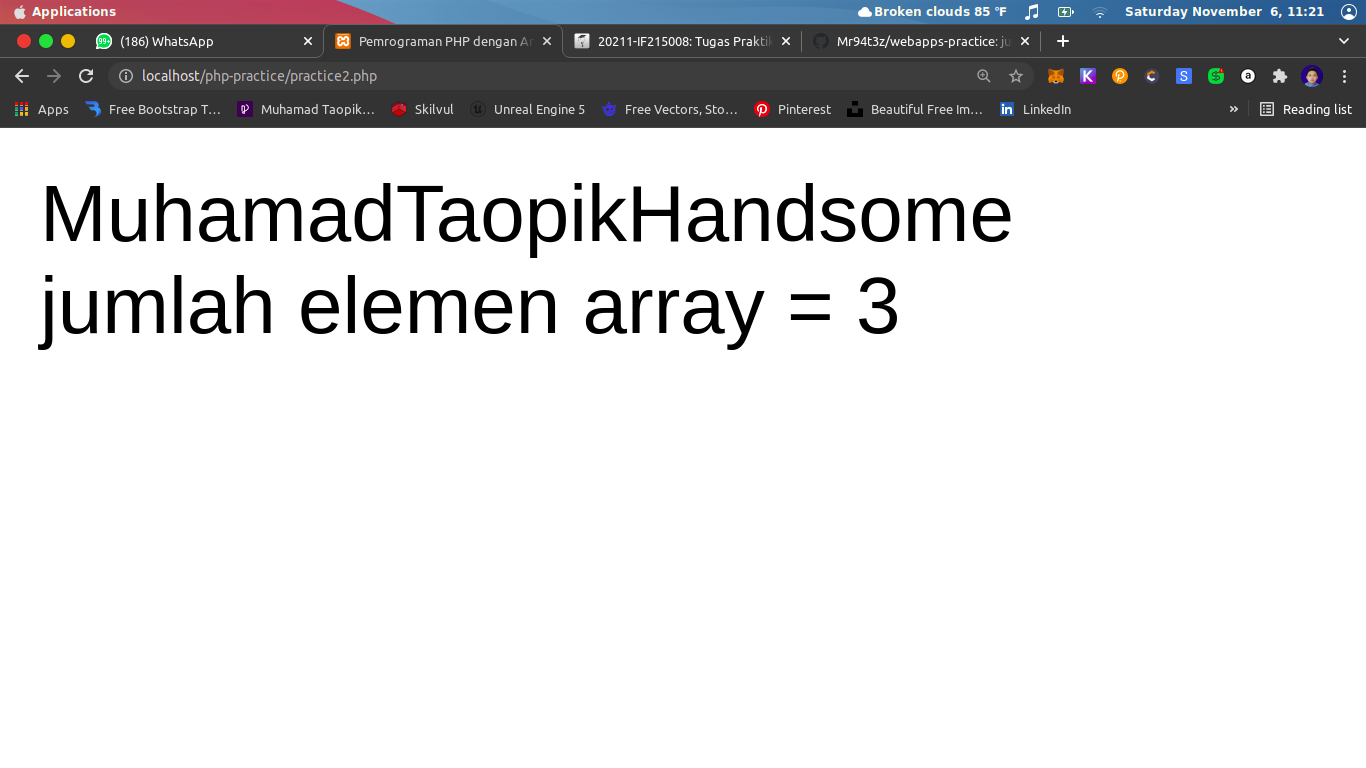 Applications
Broken clouds 85 °F
Saturday November 6, 11:21
(186) WhatsApp
Pemrograman PHP dengan Ar
20211-IF215008: Tugas Prakti
Mr94t3z/webapps-practice: ju
localhost/php-practice/practice2.php
Apps
Free Bootstrap T…
Muhamad Taopik…
Skilvul
Unreal Engine 5
Free Vectors, Sto…
Pinterest
Beautiful Free Im…
LinkedIn
»
Reading list
MuhamadTaopikHandsome
jumlah elemen array = 3